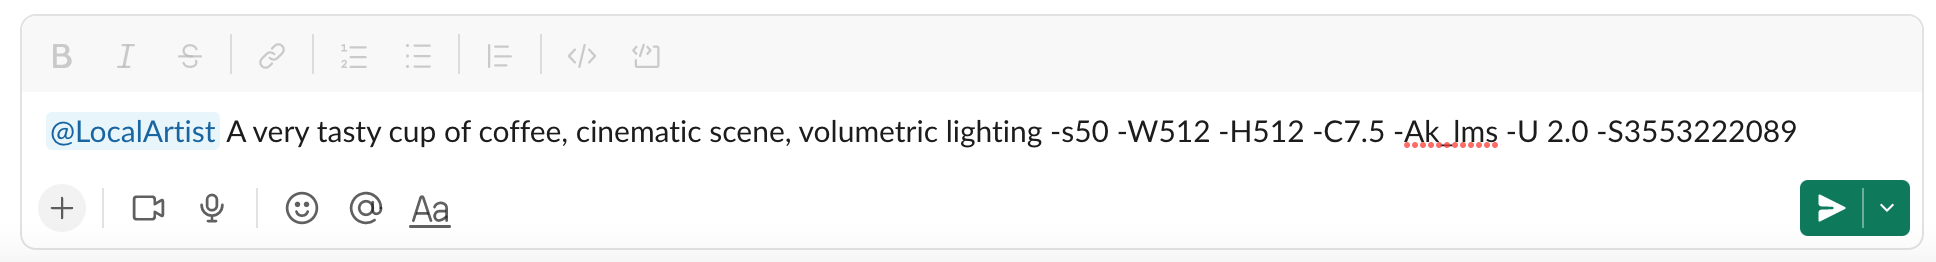 B I S
@LocalArtist A very tasty cup of coffee, cinematic scene, volumetric lighting -s50 -W512 -H512 -C7.5 -Ak_lms -U 2.0 -S3553222089
Aa